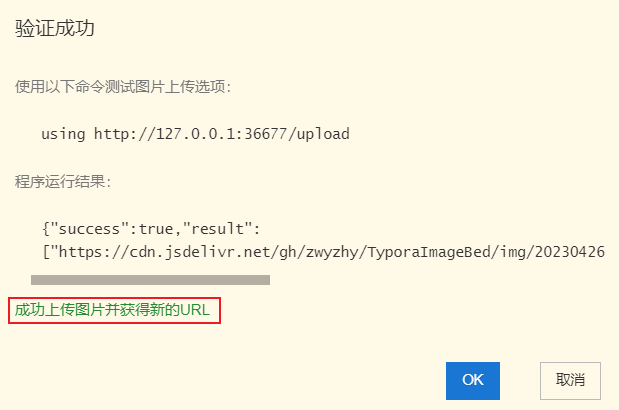 验证成功
使用以下命令测试图片上传选项：
using http://127.0.0.1:36677/upload
程序运行结果：
{"success":true,"result":
["https://cdn.jsdelivr.net/gh/zwyzhy/TyporaImageBed/img/20230426
成功上传图片并获得新的URL
OK
取消